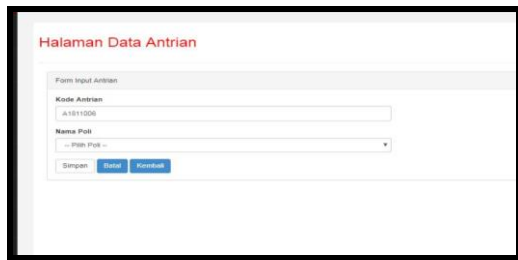 Halaman Data Antrian
Form Input Antrian
Kode Antrian
A1811006
Nama Poli
-- Pilih Poli --
Simpan Batal Kembali